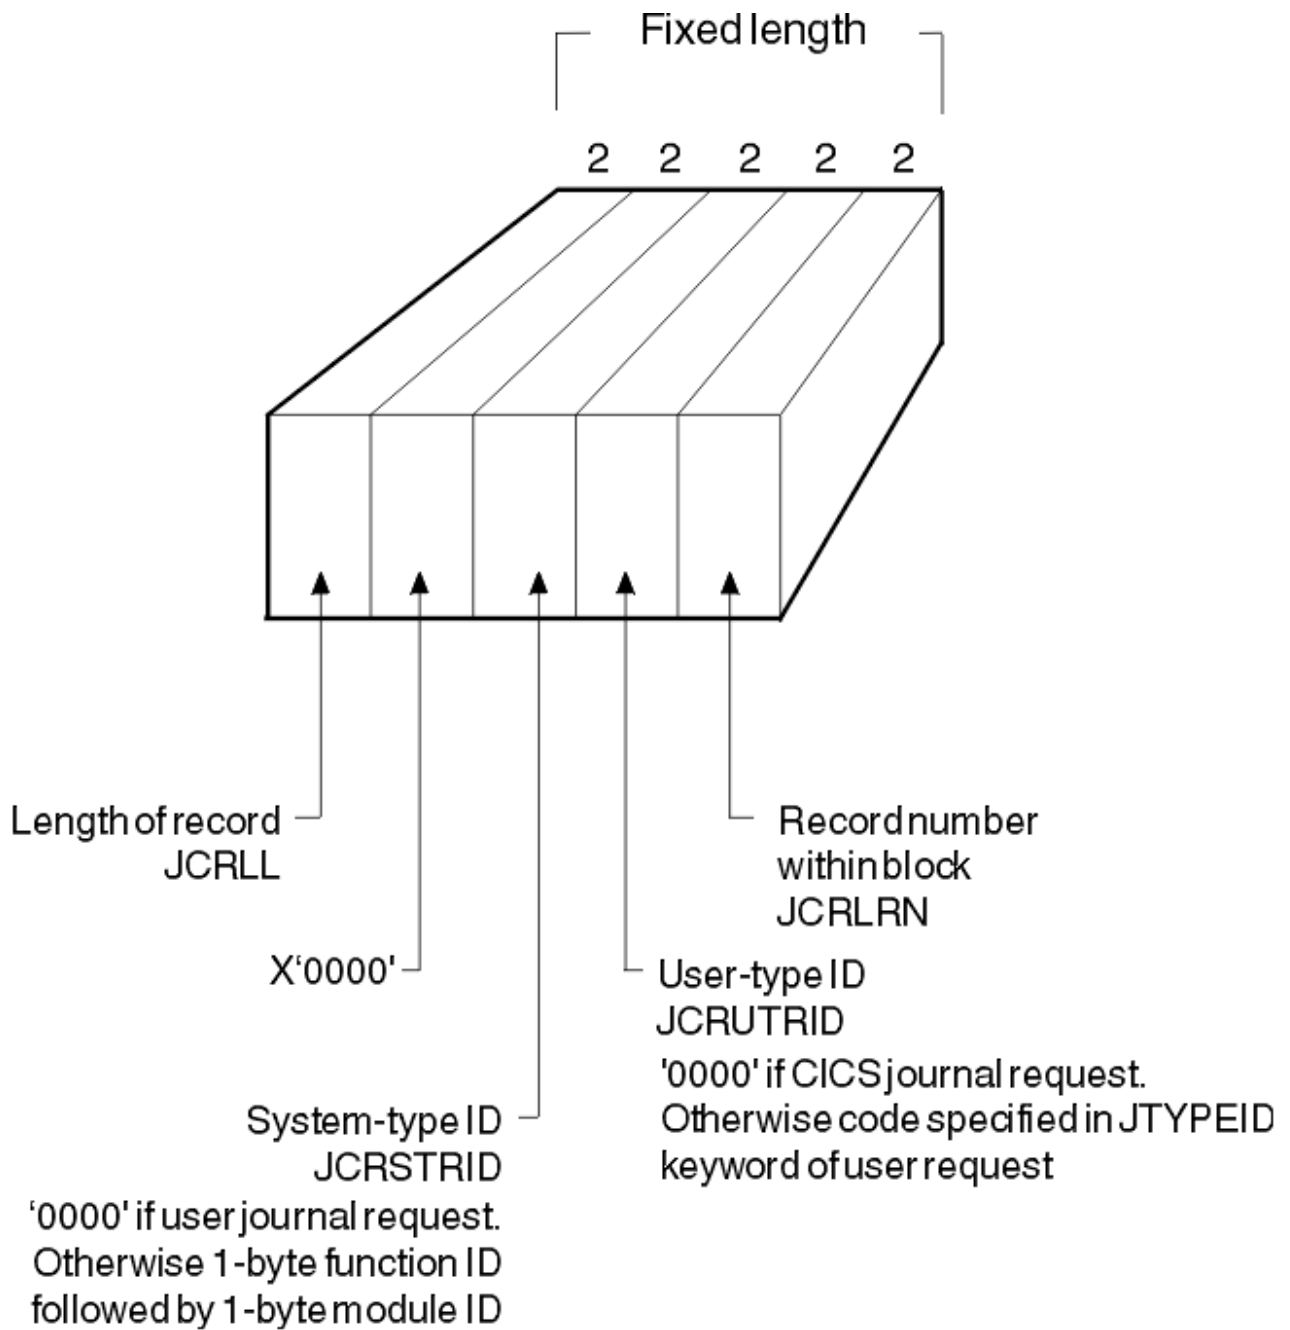 Fixed length
2 2 2 2 2
Length of record
JCRLL
X‘0000'
System-type ID
JCRSTRID
‘0000' if user journal request.
Otherwise 1-byte function ID
followed by 1-byte module ID
Record number
within block
JCRLRN
User-type ID
JCRUTRID
'0000' if CICS journal request.
Otherwise code specified in JTYPEID
keyword of user request